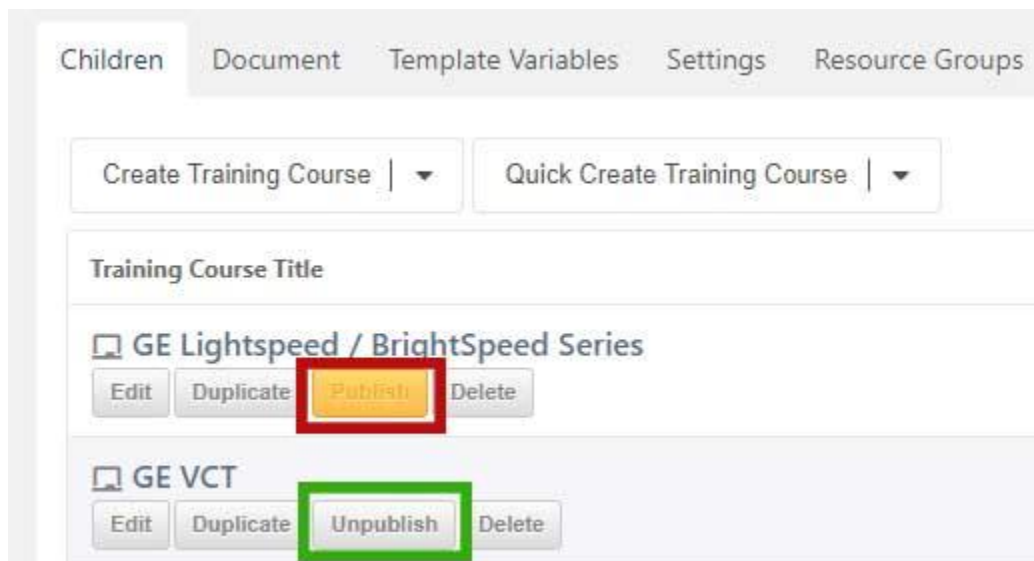 Children Document Template Variables Settings Resource Groups
Create Training Course Quick Create Training Course
Training Course Title
GE Lightspeed / BrightSpeed Series
Edit Duplicate Publish Delete
GE VCT
Edit Duplicate Unpublish Delete